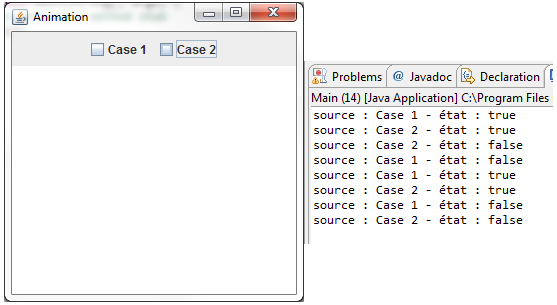 Animation
Case 1 Case 2
Problems @ Javadoc Declaration
Main (14) [Java Application] C:\Program Files
source : Case 1 - état : true
source : Case 2 - état : true
source : Case 2 - état : false
source : Case 1 - état : false
source : Case 1 - état : true
source : Case 2 - état : true
source : Case 1 - état : false
source : Case 2 - état : false